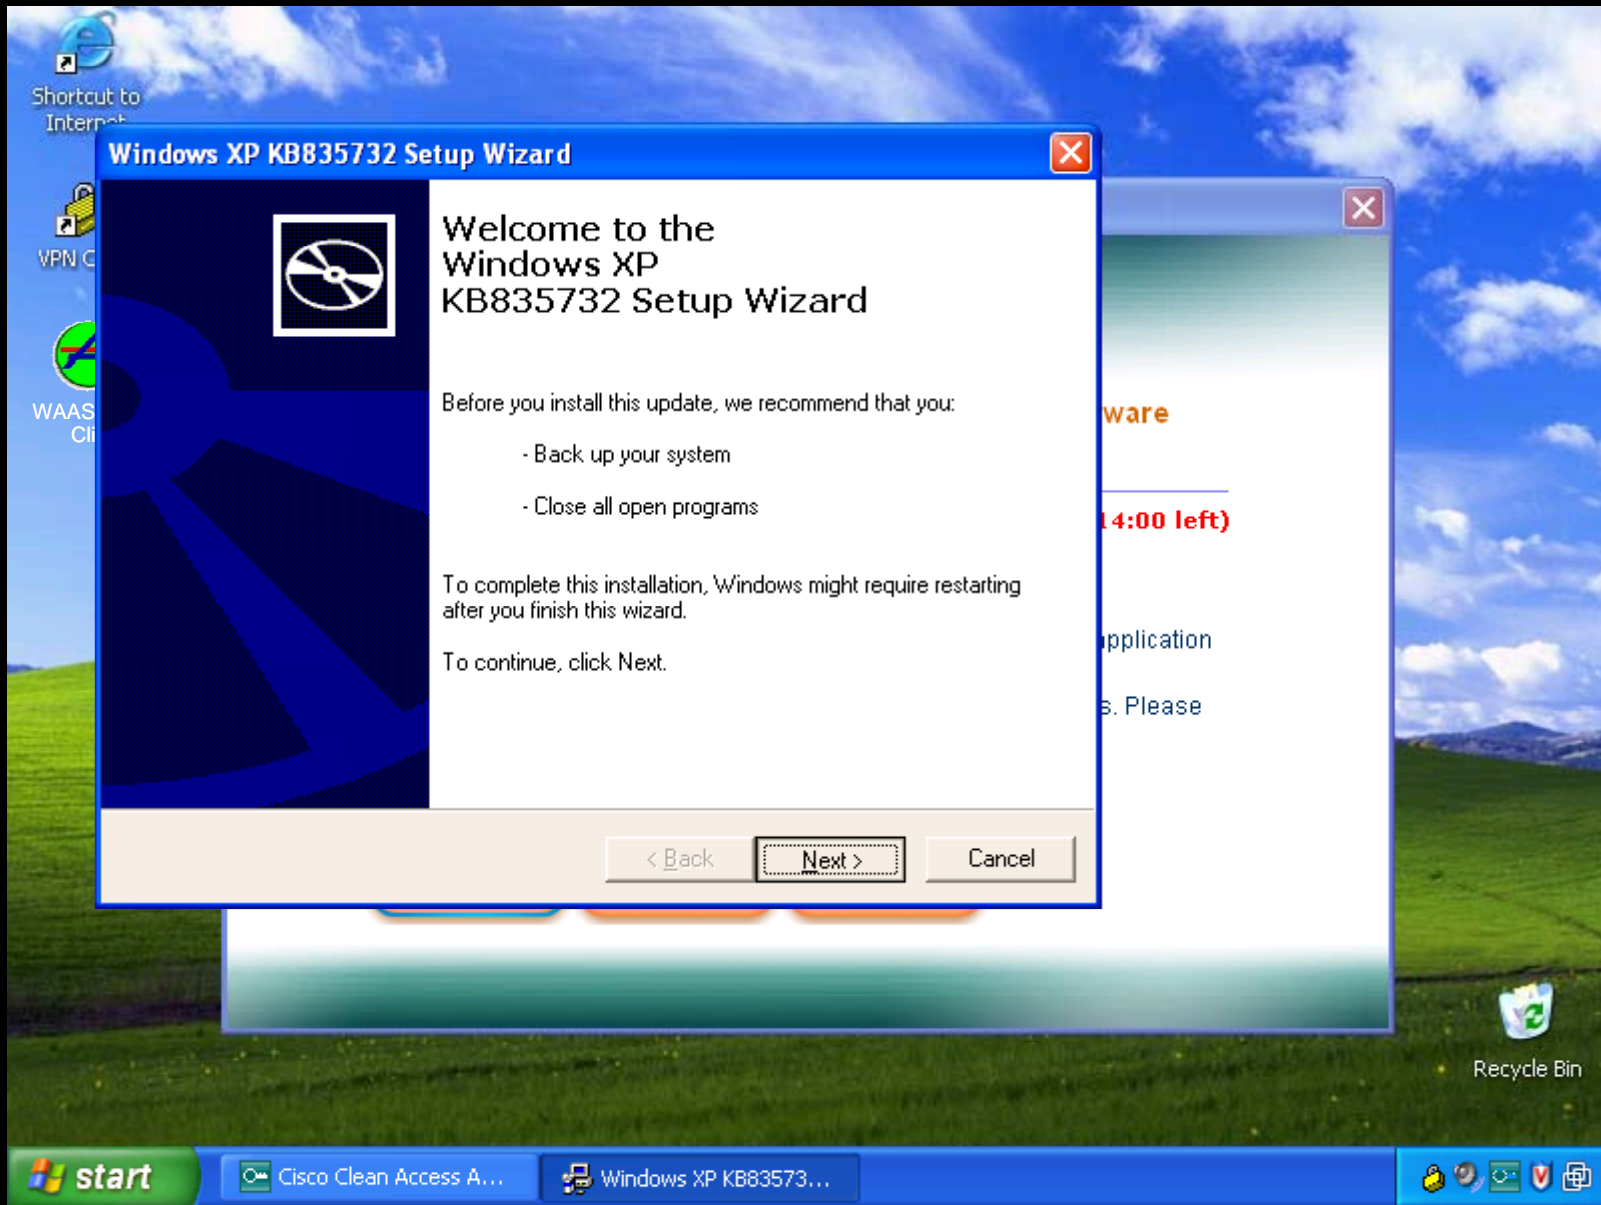 Shortcut to
Internet
Windows XP KB835732 Setup Wizard
VPN C
WAAS
Cli
Welcome to the
Windows XP
KB835732 Setup Wizard
Before you install this update, we recommend that you:
- Back up your system
- Close all open programs
To complete this installation, Windows might require restarting
after you finish this wizard.
To continue, click Next.
< Back
Next >
Cancel
ware
14:00 left)
pplication
s. Please
Recycle Bin
start
Cisco Clean Access A...
Windows XP KB83573...